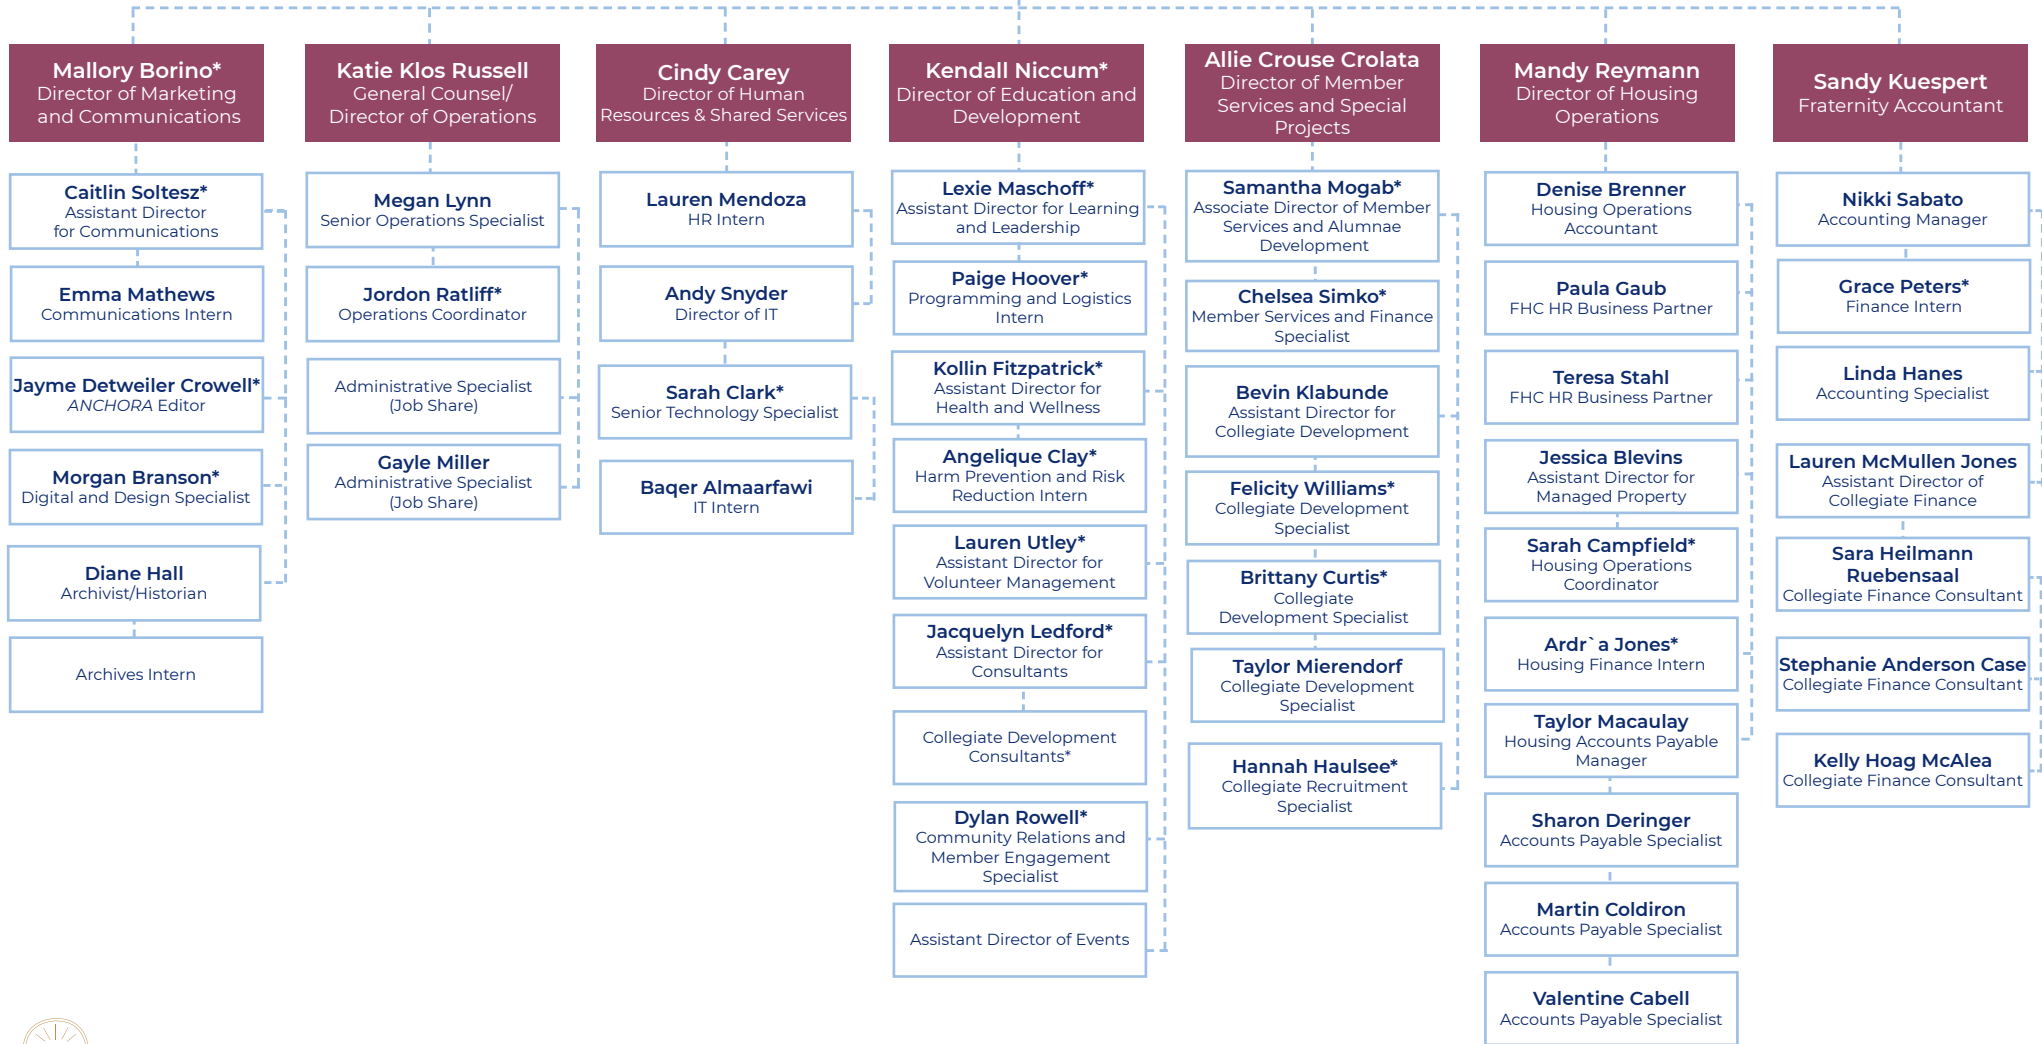 Mallory Borino*
Director of Marketing
and Communications
Caitlin Soltesz*
Assistant Director
for Communications
Emma Mathews
Communications Intern
Jayme Detweiler Crowell*
ANCHORA Editor
Morgan Branson*
Digital and Design Specialist
Diane Hall
Archivist/Historian
Archives Intern
Katie Klos Russell
General Counsel/
Director of Operations
Megan Lynn
Senior Operations Specialist
Jordon Ratliff*
Operations Coordinator
Administrative Specialist
(Job Share)
Gayle Miller
Administrative Specialist
(Job Share)
Cindy Carey
Director of Human
Resources & Shared Services
Lauren Mendoza
HR Intern
Andy Snyder
Director of IT
Sarah Clark*
Senior Technology Specialist
Baqer Almaarfawi
IT Intern
Kendall Niccum*
Director of Education and
Development
Lexie Maschoff*
Assistant Director for Learning
and Leadership
Paige Hoover*
Programming and Logistics
Intern
Kollin Fitzpatrick*
Assistant Director for
Health and Wellness
Angelique Clay*
Harm Prevention and Risk
Reduction Intern
Lauren Utley*
Assistant Director for
Volunteer Management
Jacquelyn Ledford*
Assistant Director for
Consultants
Collegiate Development
Consultants*
Dylan Rowell*
Community Relations and
Member Engagement
Specialist
Assistant Director of Events
Allie Crouse Crolata
Director of Member
Services and Special
Projects
Samantha Mogab*
Associate Director of Member
Services and Alumnae
Development
Chelsea Simko*
Member Services and Finance
Specialist
Bevin Klabunde
Assistant Director for
Collegiate Development
Felicity Williams*
Collegiate Development
Specialist
Brittany Curtis*
Collegiate
Development Specialist
Taylor Mierendorf
Collegiate Development
Specialist
Hannah Haulsee*
Collegiate Recruitment
Specialist
Mandy Reymann
Director of Housing
Operations
Denise Brenner
Housing Operations
Accountant
Paula Gaub
FHC HR Business Partner
Teresa Stahl
FHC HR Business Partner
Jessica Blevins
Assistant Director for
Managed Property
Sarah Campfield*
Housing Operations
Coordinator
Ardr`a Jones*
Housing Finance Intern
Taylor Macaulay
Housing Accounts Payable
Manager
Sharon Deringer
Accounts Payable Specialist
Martin Coldiron
Accounts Payable Specialist
Valentine Cabell
Accounts Payable Specialist
Sandy Kuespert
Fraternity Accountant
Nikki Sabato
Accounting Manager
Grace Peters*
Finance Intern
Linda Hanes
Accounting Specialist
Lauren McMullen Jones
Assistant Director of
Collegiate Finance
Sara Heilmann
Ruebensaal
Collegiate Finance Consultant
Stephanie Anderson Case
Collegiate Finance Consultant
Kelly Hoag McAlea
Collegiate Finance Consultant